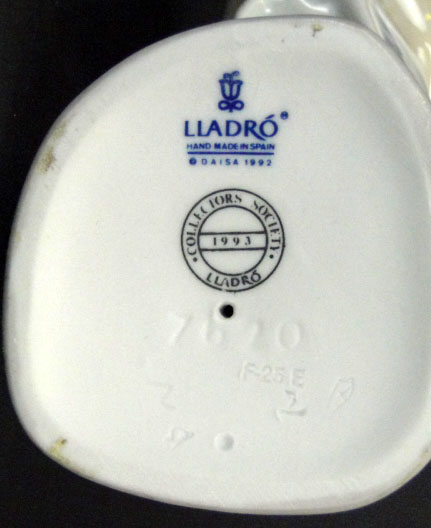 LLADRÓ®
HAND MADE IN SPAIN
© DAISA 1992
COLLECTORS SOCIETY
1993
LLADRÓ
7620
F-25-E